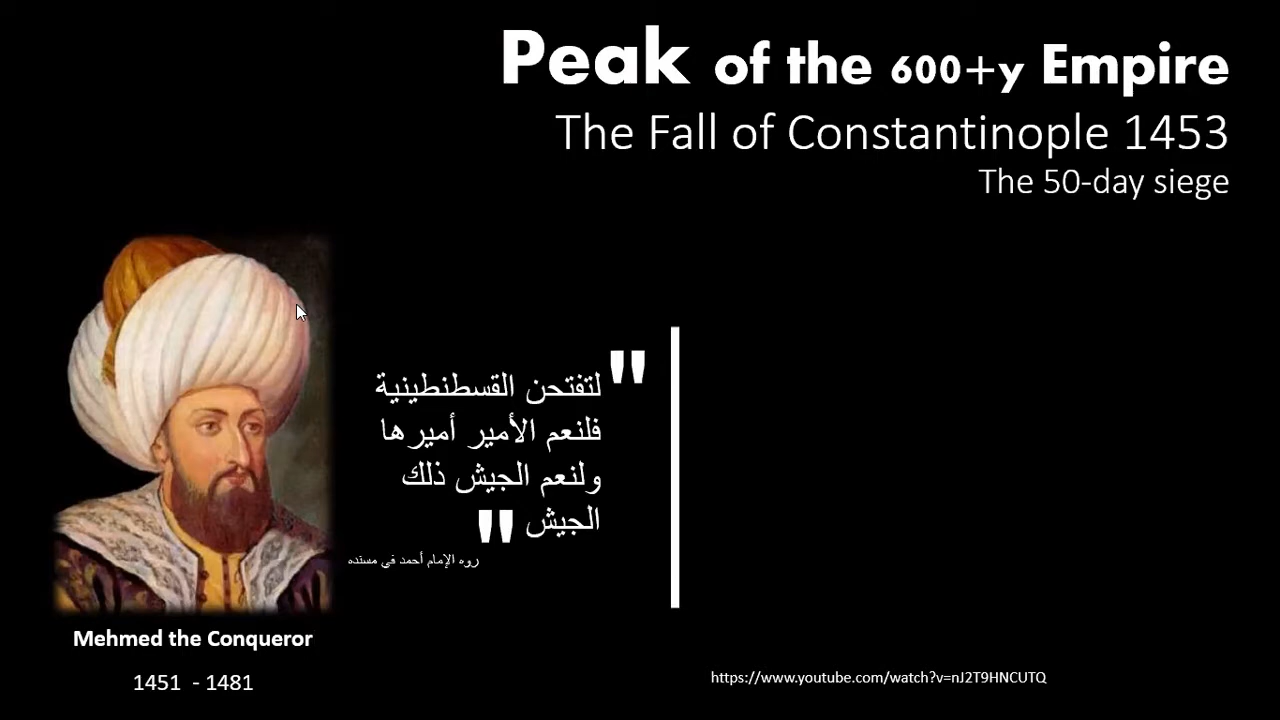 Peak of the 600+y Empire
The Fall of Constantinople 1453
The 50-day siege
"لتفتحن القسطنطينية
فلنعم الأمير أميرها
ولنعم الجيش ذلك
الجيش"
روه الإمام أحمد في مسنده
Mehmed the Conqueror
1451 - 1481
https://www.youtube.com/watch?v=nJ2T9HNCUTQ